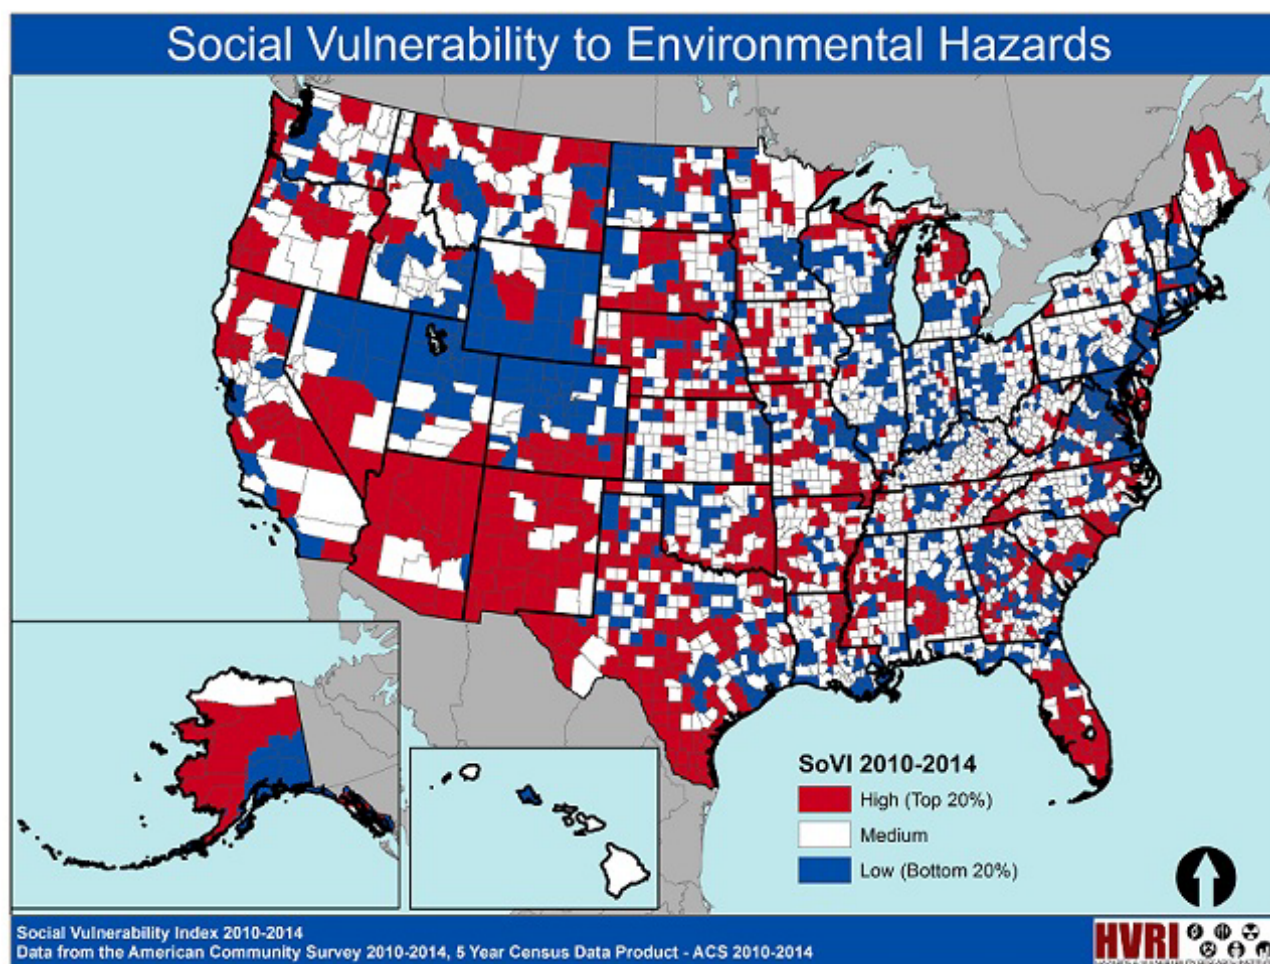 Social Vulnerability to Environmental Hazards
SoVI 2010-2014
High (Top 20%)
Medium
Low (Bottom 20%)
Social Vulnerability Index 2010-2014
Data from the American Community Survey 2010-2014, 5 Year Census Data Product - ACS 2010-2014
HVRI